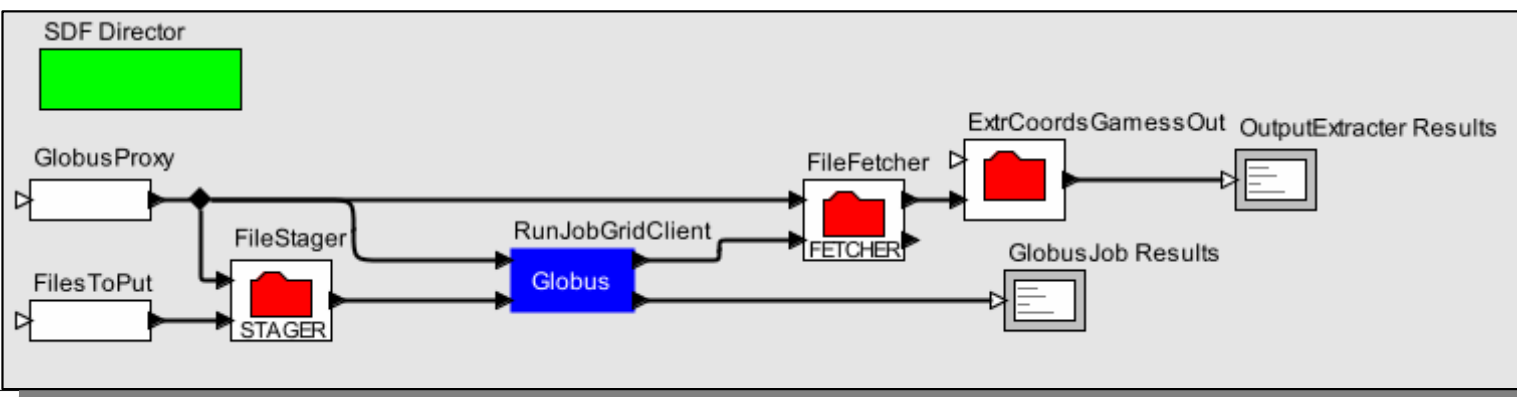 SDF Director
GlobusProxy
FilesToPut
FileStager
STAGER
RunJobGridClient
Globus
FileFetcher
FETCHER
ExtrCoordsGamessOut
OutputExtracter Results
GlobusJob Results